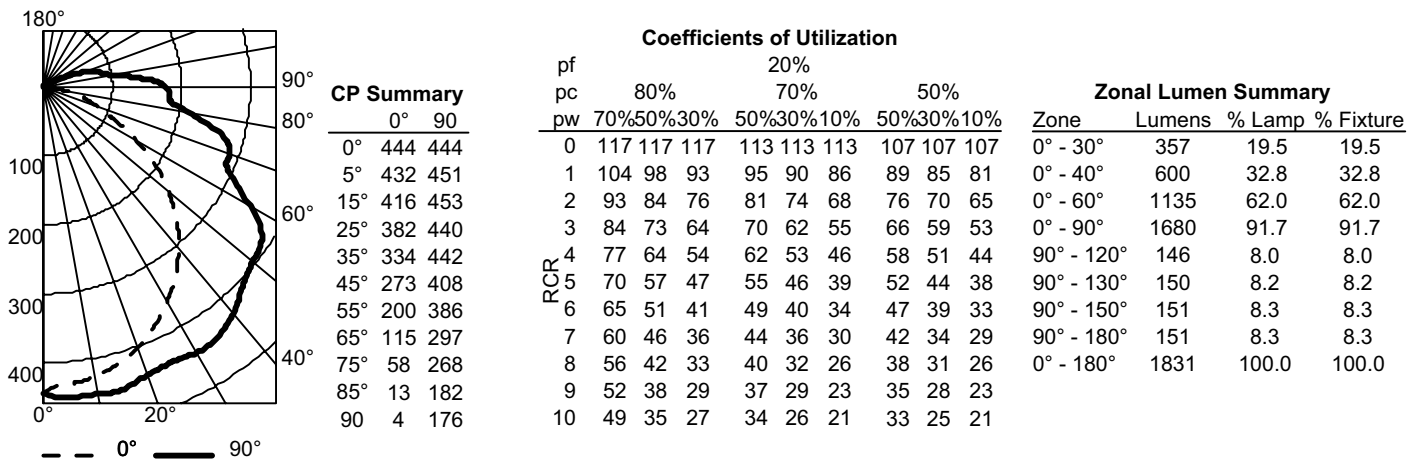 180°
90°
80°
60°
40°
100
200
300
400
0°
20°
0°
90°
CP Summary
0° 90
0° 444 444
5° 432 451
15° 416 453
25° 382 440
35° 334 442
45° 273 408
55° 200 386
65° 115 297
75° 58 268
85° 13 182
90 4 176
Coefficients of Utilization
pf 20%
pc 80% 70% 50%
pw 70%50%30% 50%30%10% 50%30%10%
RCR
0 117 117 117 113 113 113 107 107 107
1 104 98 93 95 90 86 89 85 81
2 93 84 76 81 74 68 76 70 65
3 84 73 64 70 62 55 66 59 53
4 77 64 54 62 53 46 58 51 44
5 70 57 47 55 46 39 52 44 38
6 65 51 41 49 40 34 47 39 33
7 60 46 36 44 36 30 42 34 29
8 56 42 33 40 32 26 38 31 26
9 52 38 29 37 29 23 35 28 23
10 49 35 27 34 26 21 33 25 21
Zonal Lumen Summary
Zone Lumens % Lamp % Fixture
0° - 30° 357 19.5 19.5
0° - 40° 600 32.8 32.8
0° - 60° 1135 62.0 62.0
0° - 90° 1680 91.7 91.7
90° - 120° 146 8.0 8.0
90° - 130° 150 8.2 8.2
90° - 150° 151 8.3 8.3
90° - 180° 151 8.3 8.3
0° - 180° 1831 100.0 100.0